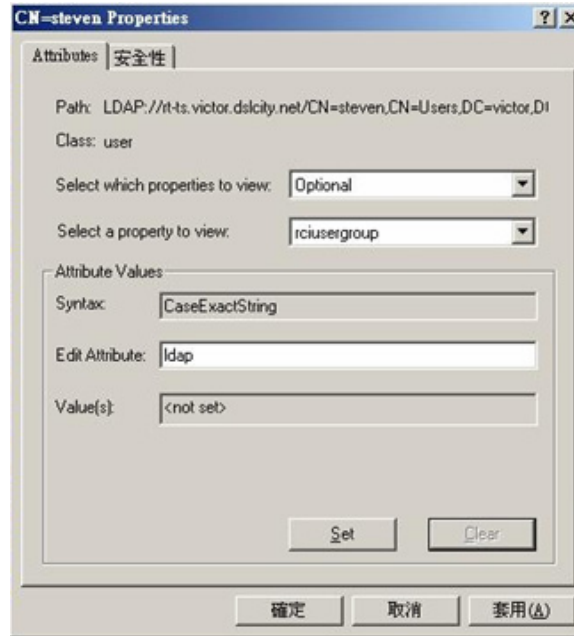 CN=steven Properties
Attributes 安全性
Path: LDAP://rt-ts.victor.dslcity.net/CN=steven,CN=Users,DC=victor,D
Class: user
Select which properties to view: Optional
Select a property to view: rciusergroup
Attribute Values
Syntax: CaseExactString
Edit Attribute: ldap
Value(s): <not set>
Set Clear
確定 取消 套用(A)